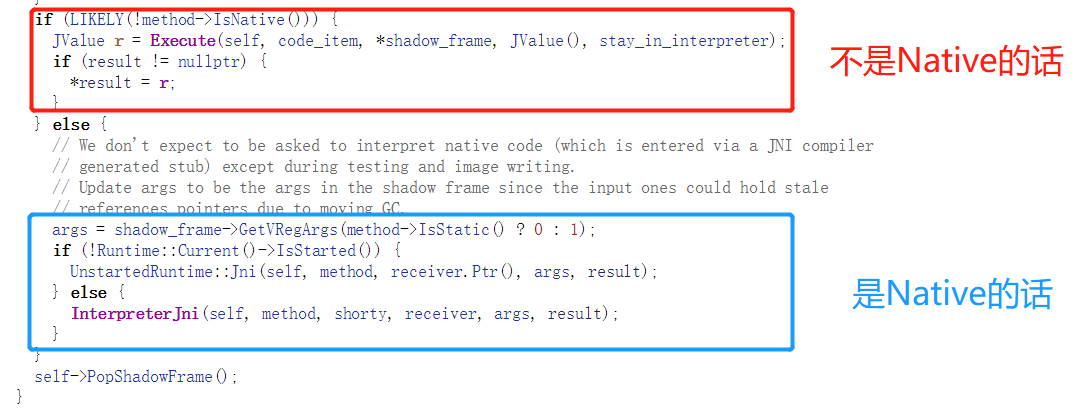 }
if (LIKELY(!method->IsNative())) {
JValue r = Execute(self, code_item, *shadow_frame, JValue(), stay_in_interpreter);
if (result != nullptr) {
*result = r;
}
不是Native的话
} else {
// We don't expect to be asked to interpret native code (which is entered via a JNI compiler
// generated stub) except during testing and image writing.
// Update args to be the args in the shadow frame since the input ones could hold stale
// references pointers due to moving GC.
args = shadow_frame->GetVRegArgs(method->IsStatic() ? 0 : 1);
if (!Runtime::Current()->IsStarted()) {
UnstartedRuntime::Jni(self, method, receiver.Ptr(), args, result);
} else {
InterpreterJni(self, method, shorty, receiver, args, result);
}
是Native的话
}
self->PopShadowFrame();
}